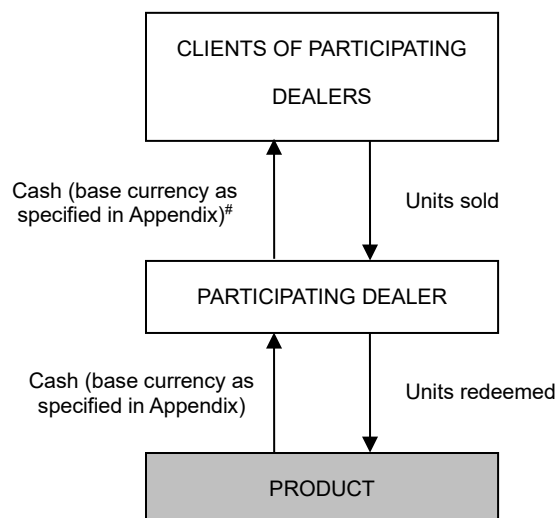 CLIENTS OF PARTICIPATING
DEALERS
Cash (base currency as
specified in Appendix)#
Units sold
PARTICIPATING DEALER
Cash (base currency as
specified in Appendix)
Units redeemed
PRODUCT